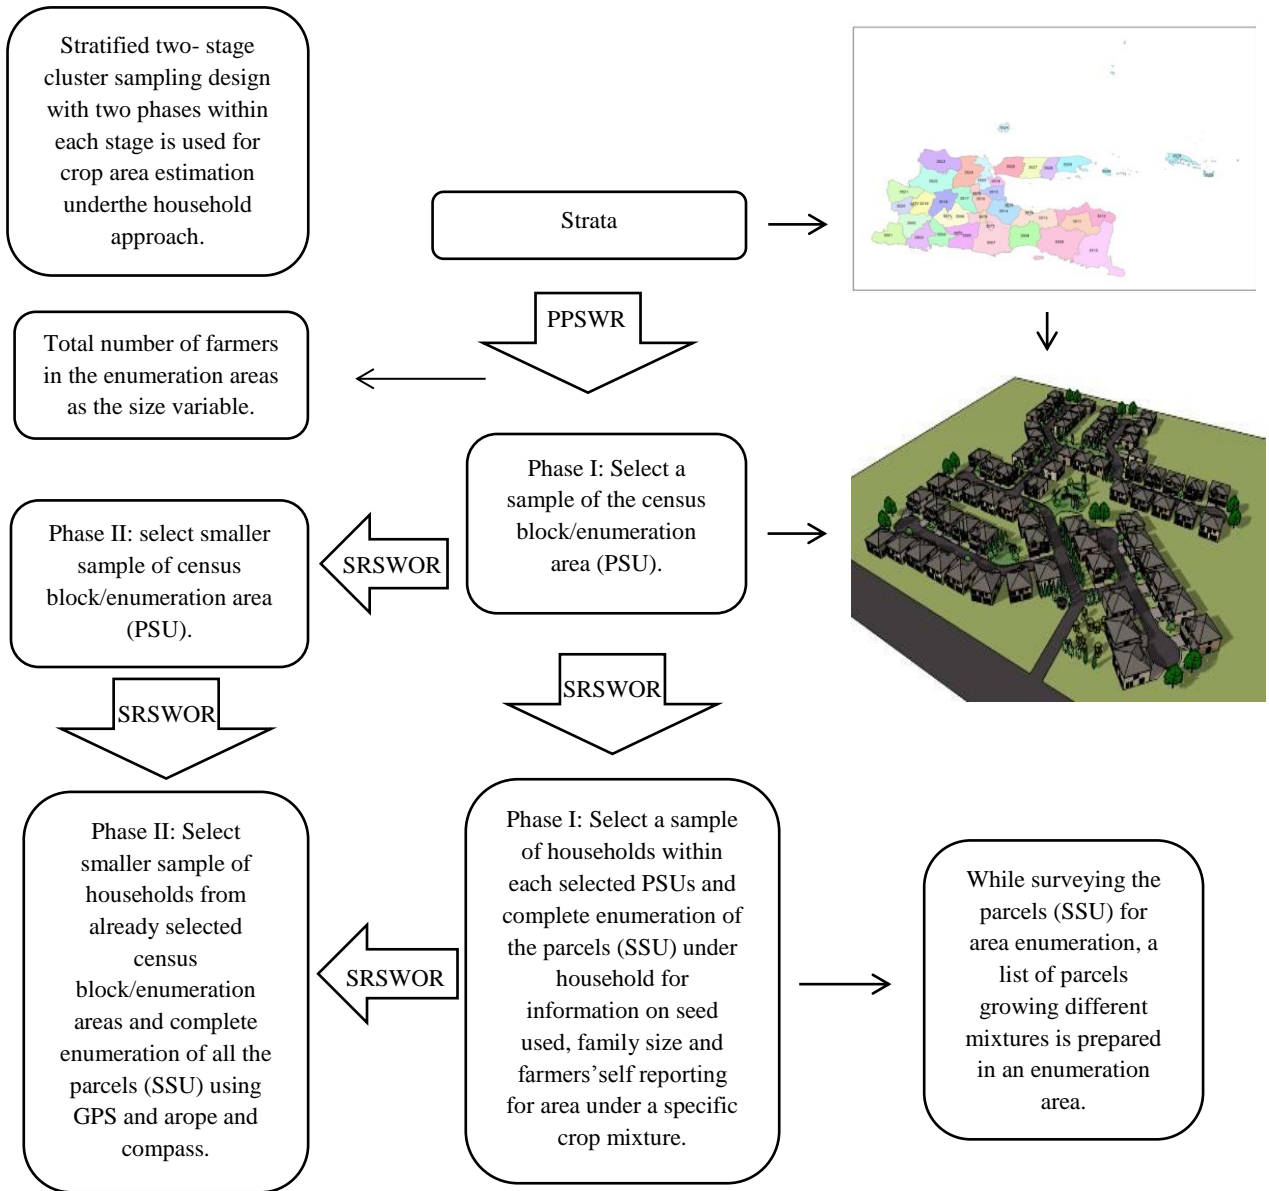 Stratified two- stage
cluster sampling design
with two phases within
each stage is used for
crop area estimation
underthe household
approach.
Strata
PPSWR
Total number of farmers
in the enumeration areas
as the size variable.
Phase I: Select a
sample of the census
block/enumeration
area (PSU).
SRSWOR
Phase II: select smaller
sample of census
block/enumeration area
(PSU).
SRSWOR
SRSWOR
Phase II: Select
smaller sample of
households from
already selected
census
block/enumeration
areas and complete
enumeration of all the
parcels (SSU) using
GPS and arope and
compass.
SRSWOR
Phase I: Select a sample
of households within
each selected PSUs and
complete enumeration of
the parcels (SSU) under
household for
information on seed
used, family size and
farmers’self reporting
for area under a specific
crop mixture.
While surveying the
parcels (SSU) for
area enumeration, a
list of parcels
growing different
mixtures is prepared
in an enumeration
area.